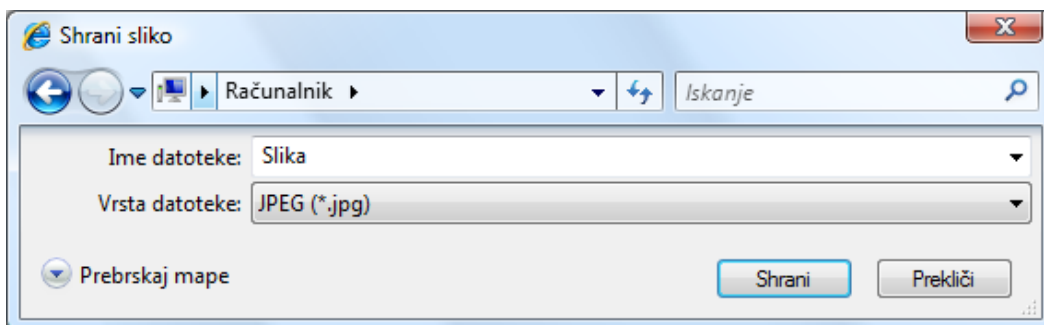 Shrani sliko
Računalnik
Iskanje
Ime datoteke: Slika
Vrsta datoteke: JPEG (*.jpg)
Prebrskaj mape Shrani Prekliči